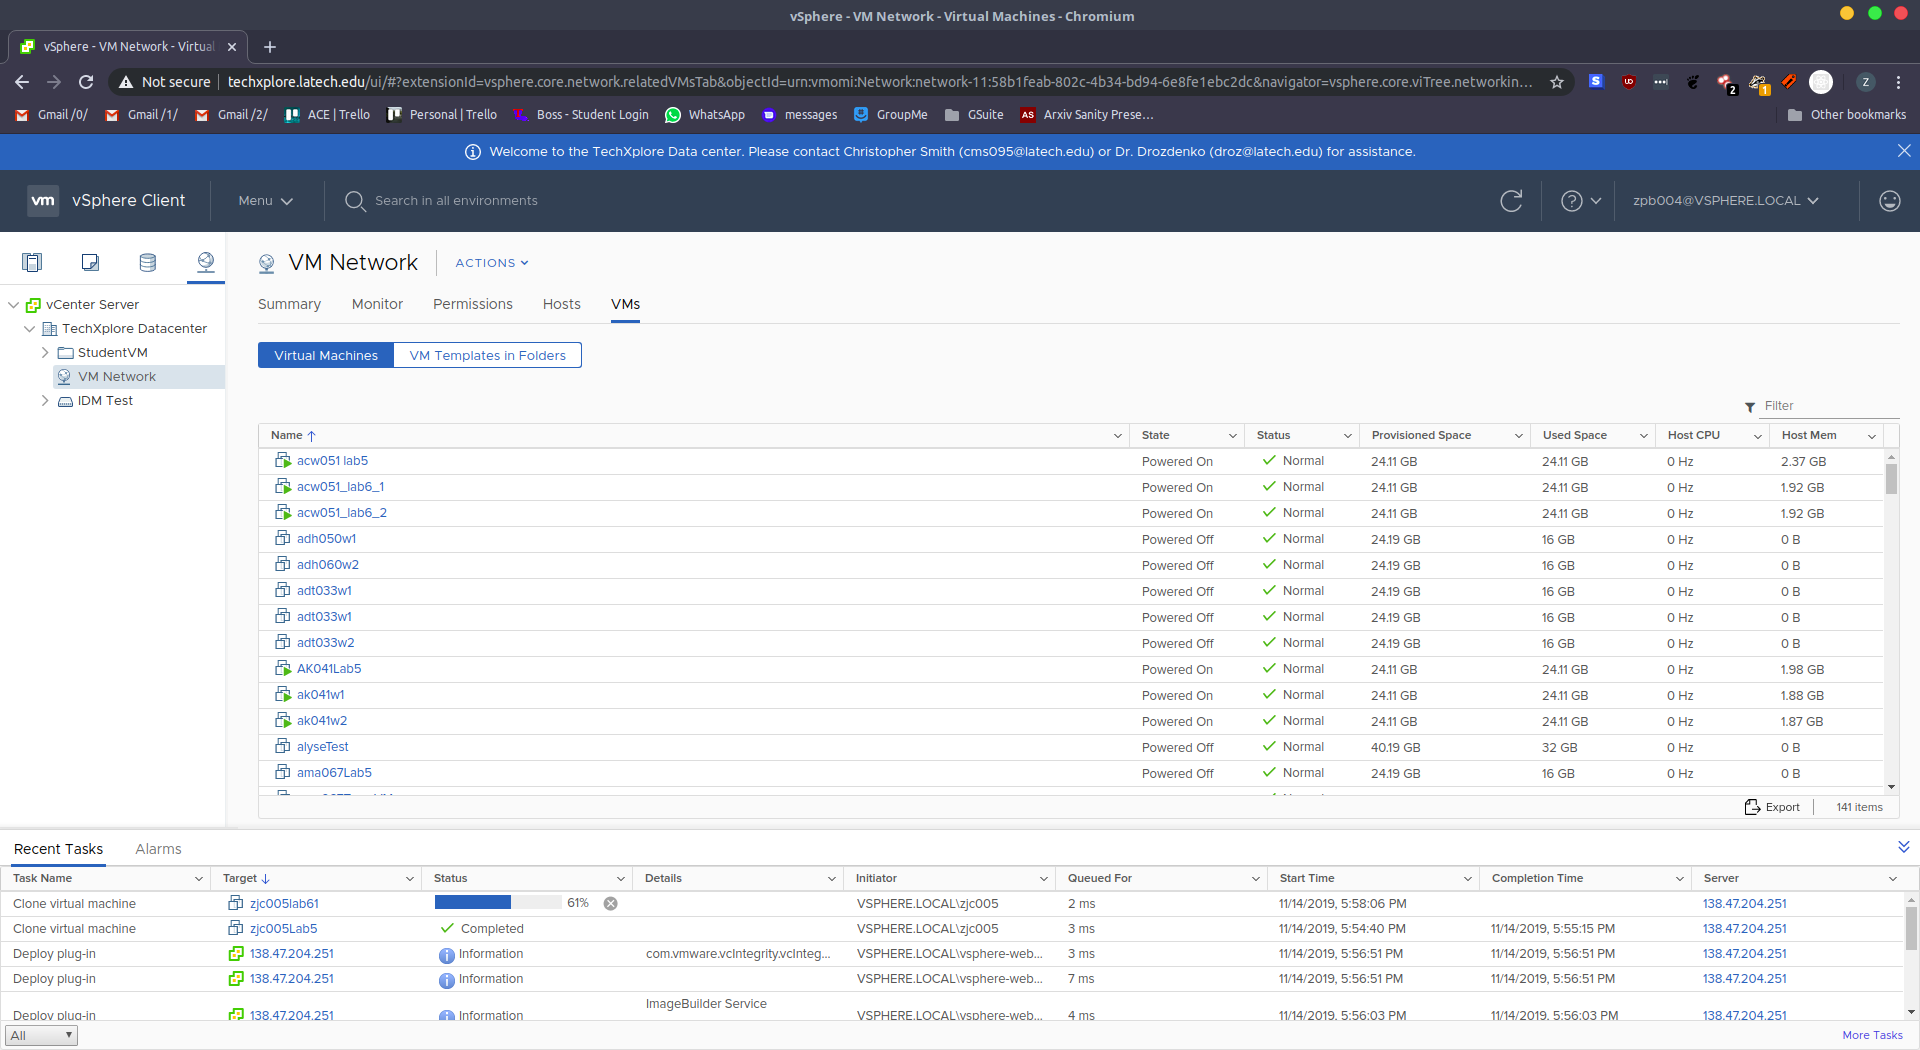 vSphere - VM Network - Virtual Machines - Chromium
vSphere - VM Network - Virtual
Not secure techxplore.latech.edu/ui/#?extensionId=vsphere.core.network.relatedVMsTab&objectId=urn:vmomi:Network:network-11:58b1feab-802c-4b34-bd94-6e8fe1ebc2dc&navigator=vsphere.core.viTree.networkin... S 2 1 Z
Gmail /0/ Gmail /1/ Gmail /2/ ACE | Trello Personal | Trello Boss - Student Login WhatsApp messages GroupMe GSuite AS Arxiv Sanity Prese... Other bookmarks
Welcome to the TechXplore Data center. Please contact Christopher Smith (cms095@latech.edu) or Dr. Drozdenko (droz@latech.edu) for assistance.
vm vSphere Client Menu Search in all environments zpb004@VSPHERE.LOCAL
vCenter Server
TechXplore Datacenter
StudentVM
VM Network
IDM Test
VM Network ACTIONS
Summary Monitor Permissions Hosts VMs
Virtual Machines VM Templates in Folders
Filter
Name State Status Provisioned Space Used Space Host CPU Host Mem
acw051 lab5 Powered On Normal 24.11 GB 24.11 GB 0 Hz 2.37 GB
acw051_lab6_1 Powered On Normal 24.11 GB 24.11 GB 0 Hz 1.92 GB
acw051_lab6_2 Powered On Normal 24.11 GB 24.11 GB 0 Hz 1.92 GB
adh050w1 Powered Off Normal 24.19 GB 16 GB 0 Hz 0 B
adh060w2 Powered Off Normal 24.19 GB 16 GB 0 Hz 0 B
adt033w1 Powered Off Normal 24.19 GB 16 GB 0 Hz 0 B
adt033w1 Powered Off Normal 24.19 GB 16 GB 0 Hz 0 B
adt033w2 Powered Off Normal 24.19 GB 16 GB 0 Hz 0 B
AK041Lab5 Powered On Normal 24.11 GB 24.11 GB 0 Hz 1.98 GB
ak041w1 Powered On Normal 24.11 GB 24.11 GB 0 Hz 1.88 GB
ak041w2 Powered On Normal 24.11 GB 24.11 GB 0 Hz 1.87 GB
alyseTest Powered Off Normal 40.19 GB 32 GB 0 Hz 0 B
ama067Lab5 Powered Off Normal 24.19 GB 16 GB 0 Hz 0 B
Export 141 items
Recent Tasks Alarms
Task Name Target Status Details Initiator Queued For Start Time Completion Time Server
Clone virtual machine zjc005lab61 61% VSPHERE.LOCAL\zjc005 2 ms 11/14/2019, 5:58:06 PM 138.47.204.251
Clone virtual machine zjc005Lab5 Completed VSPHERE.LOCAL\zjc005 3 ms 11/14/2019, 5:54:40 PM 11/14/2019, 5:55:15 PM 138.47.204.251
Deploy plug-in 138.47.204.251 Information com.vmware.vcIntegrity.vcInteg... VSPHERE.LOCAL\vsphere-web... 3 ms 11/14/2019, 5:56:51 PM 11/14/2019, 5:56:51 PM 138.47.204.251
Deploy plug-in 138.47.204.251 Information VSPHERE.LOCAL\vsphere-web... 7 ms 11/14/2019, 5:56:51 PM 11/14/2019, 5:56:51 PM 138.47.204.251
ImageBuilder Service
Deploy plug-in 138.47.204.251 Information VSPHERE.LOCAL\vsphere-web... 4 ms 11/14/2019, 5:56:03 PM 11/14/2019, 5:56:03 PM 138.47.204.251
All More Tasks